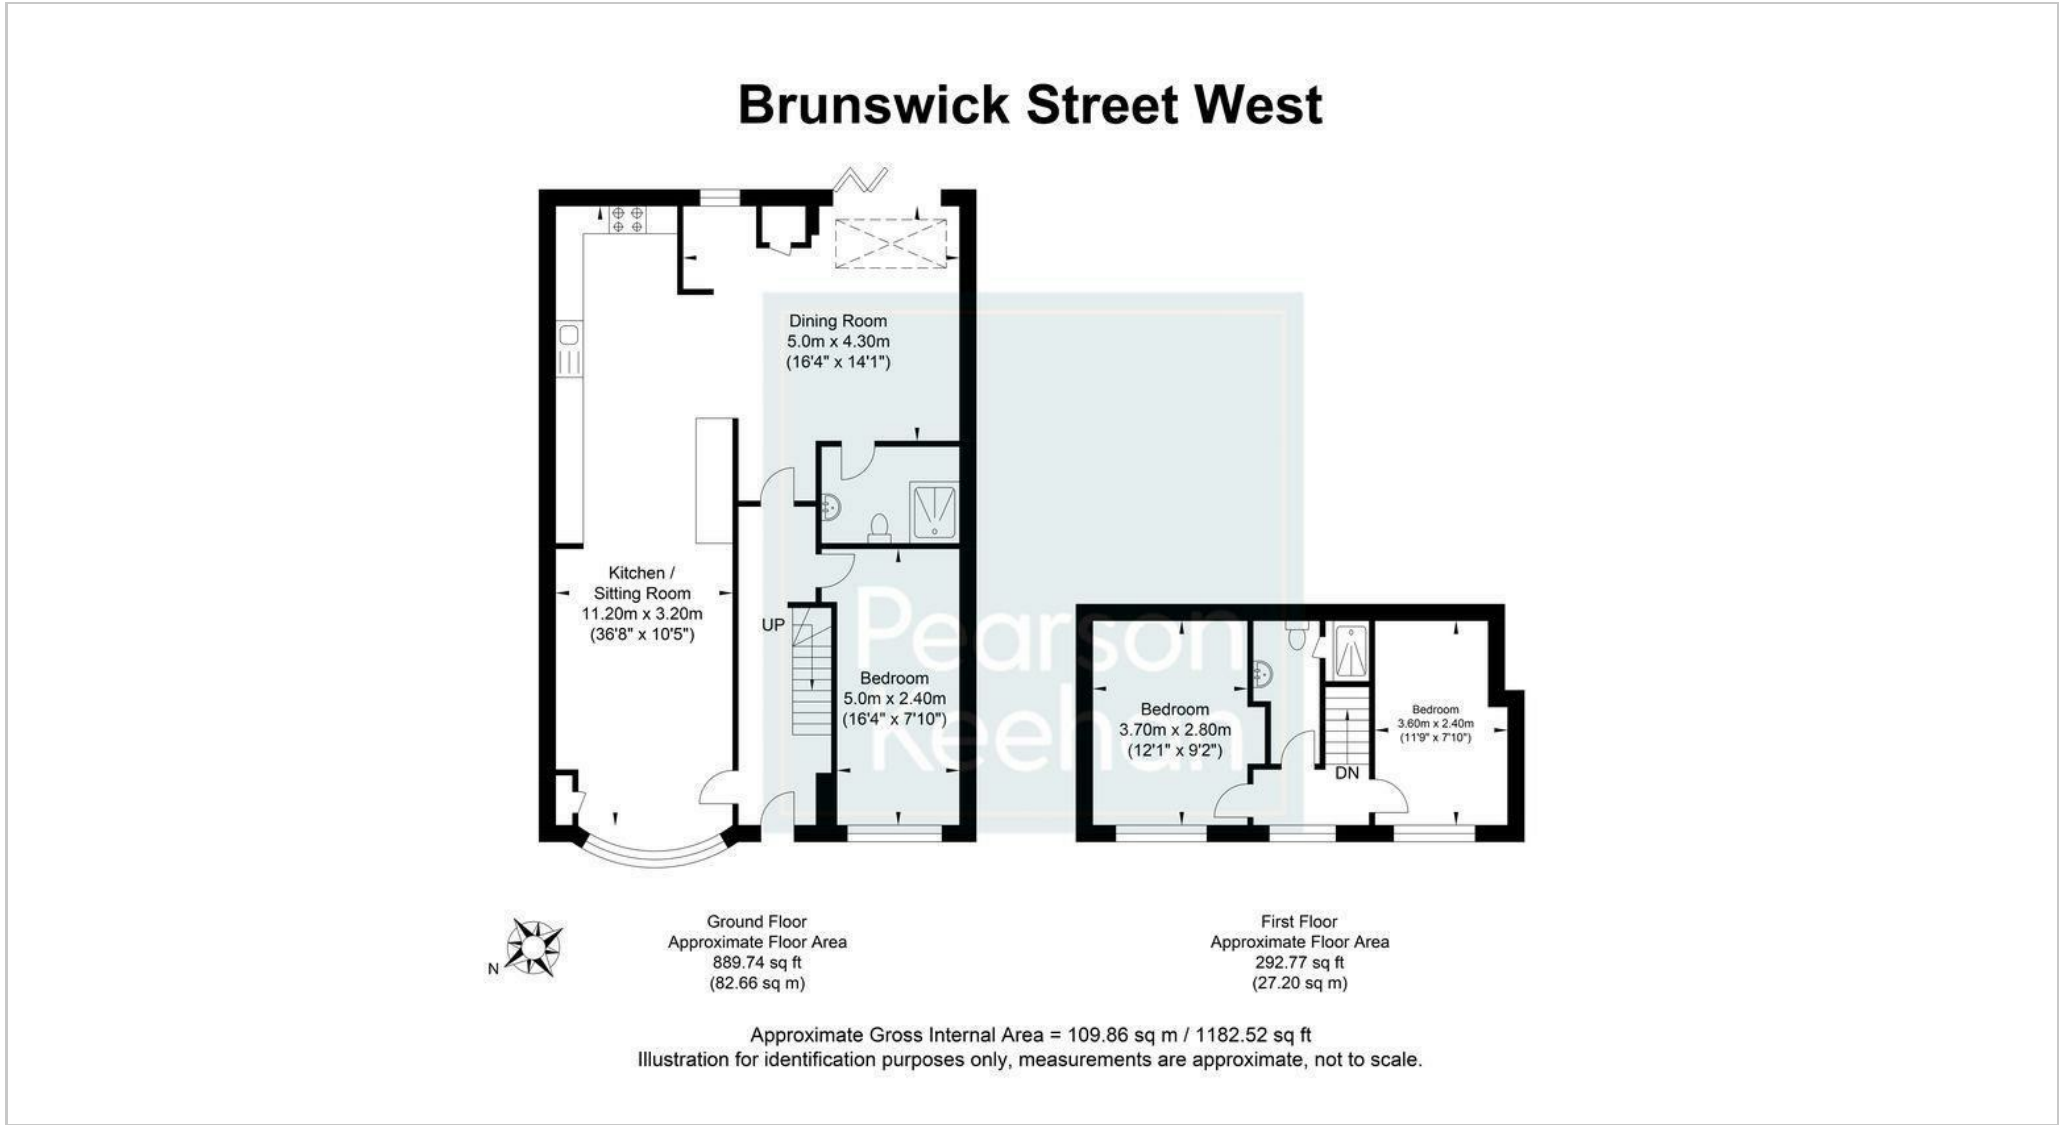 Brunswick Street West
Dining Room
5.0m x 4.30m
(16'4" x 14'1")
Kitchen /
Sitting Room
11.20m x 3.20m
(36'8" x 10'5")
UP
Bedroom
5.0m x 2.40m
(16'4" x 7'10")
Pearson
Keehan
Bedroom
3.70m x 2.80m
(12'1" x 9'2")
Bedroom
3.60m x 2.40m
(11'9" x 7'10")
DN
N
Ground Floor
Approximate Floor Area
889.74 sq ft
(82.66 sq m)
First Floor
Approximate Floor Area
292.77 sq ft
(27.20 sq m)
Approximate Gross Internal Area = 109.86 sq m / 1182.52 sq ft
Illustration for identification purposes only, measurements are approximate, not to scale.